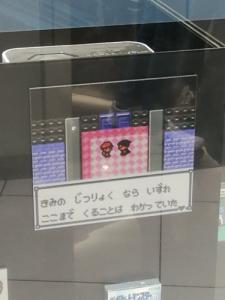 きみの じつりょく なら いずれ
ここまで くることは わかっていた